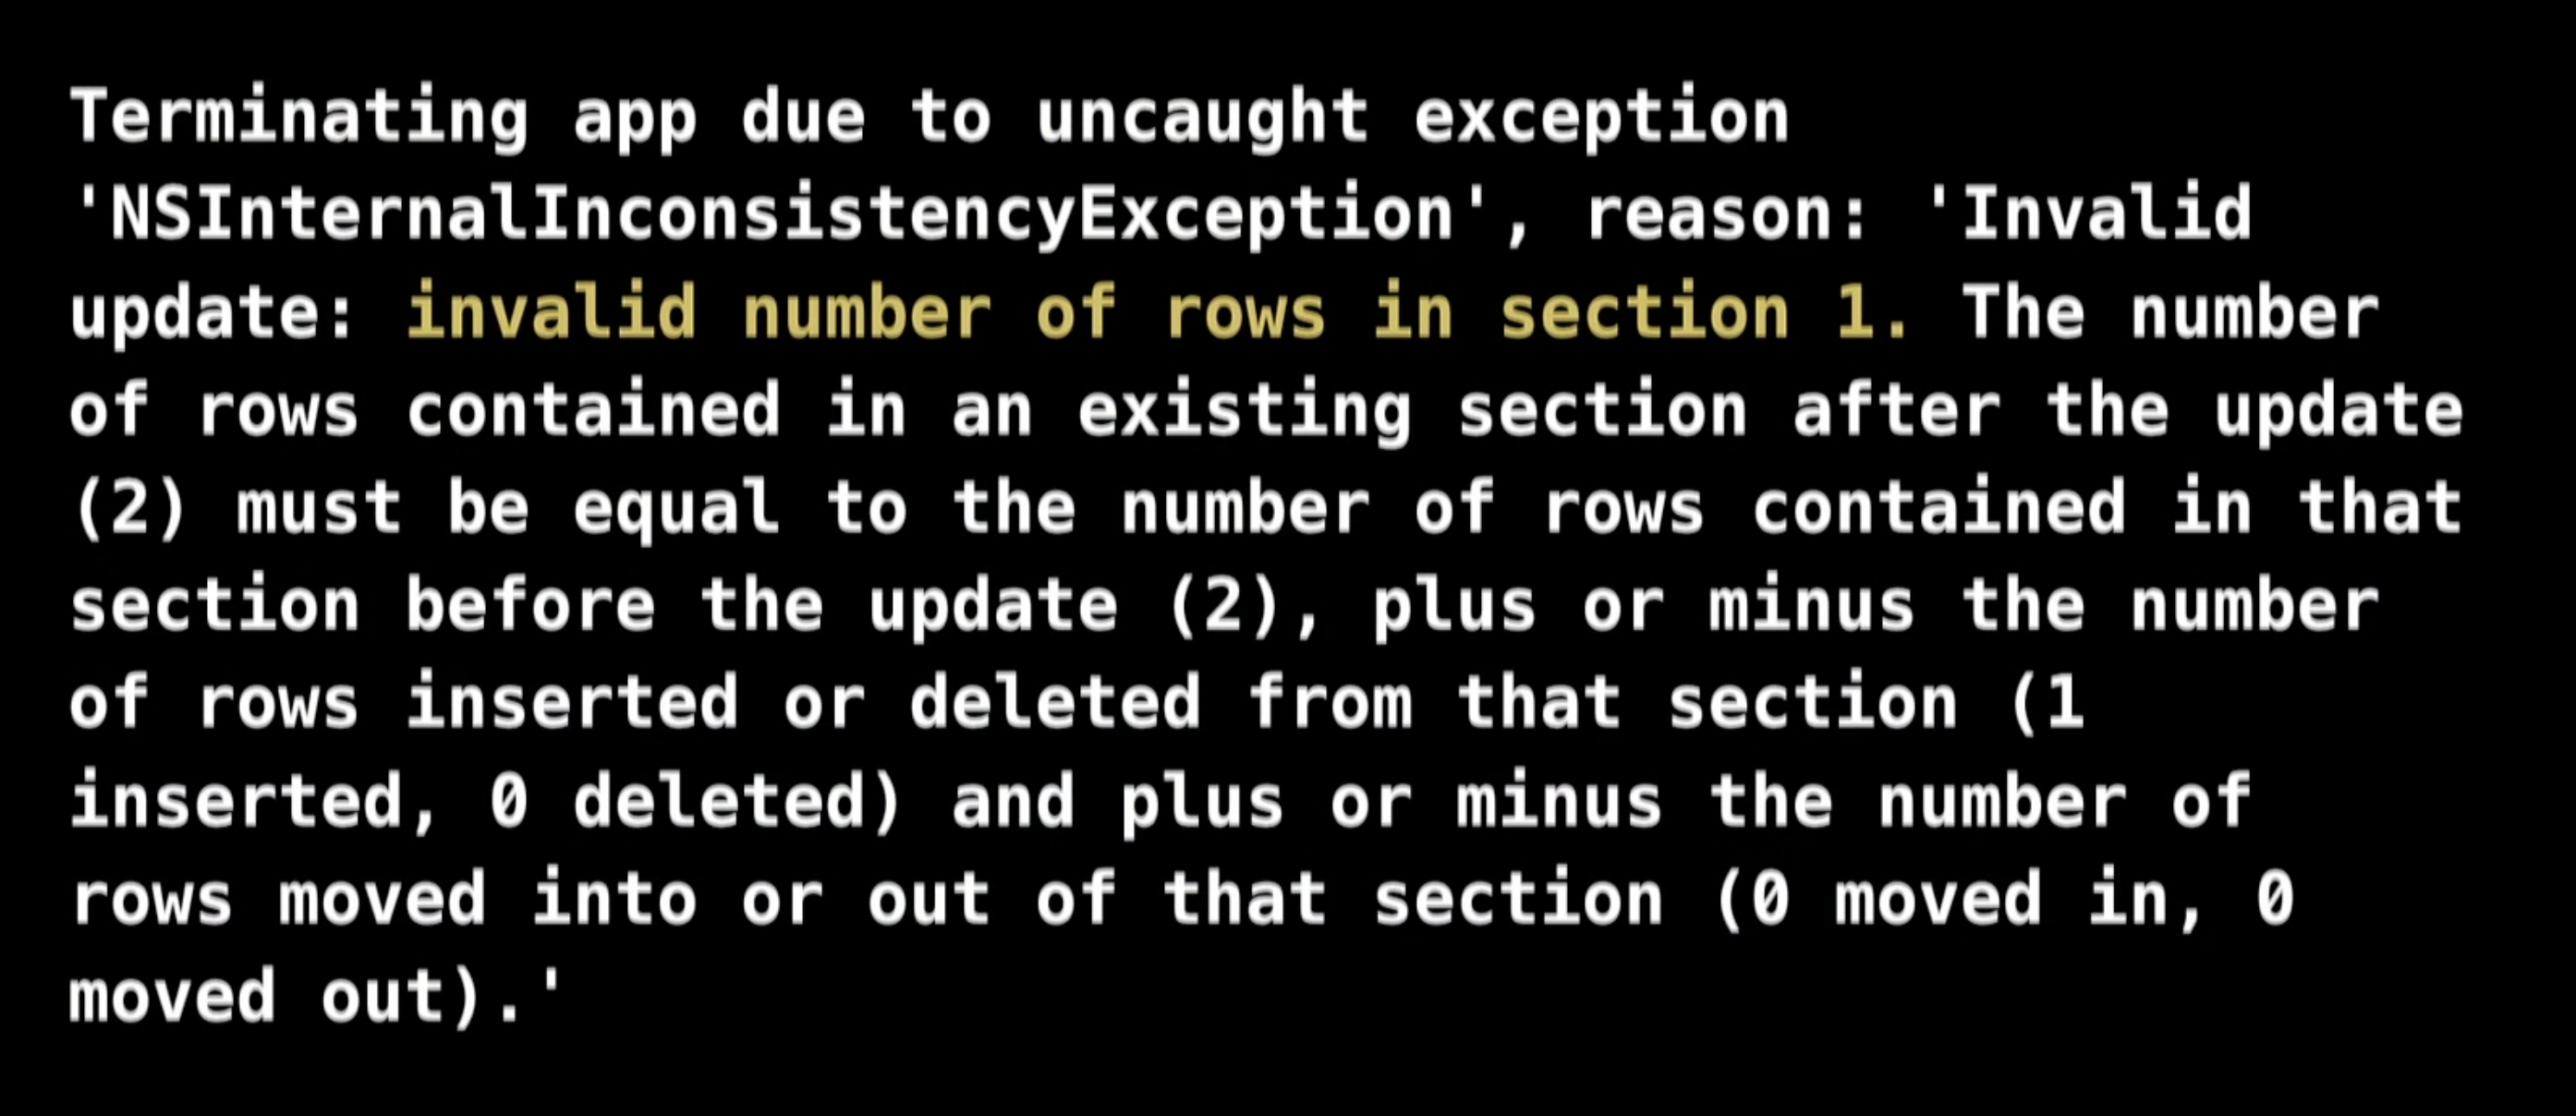 Terminating app due to uncaught exception
'NSInternalInconsistencyException', reason: 'Invalid
update: invalid number of rows in section 1. The number
of rows contained in an existing section after the update
(2) must be equal to the number of rows contained in that
section before the update (2), plus or minus the number
of rows inserted or deleted from that section (1
inserted, 0 deleted) and plus or minus the number of
rows moved into or out of that section (0 moved in, 0
moved out).'